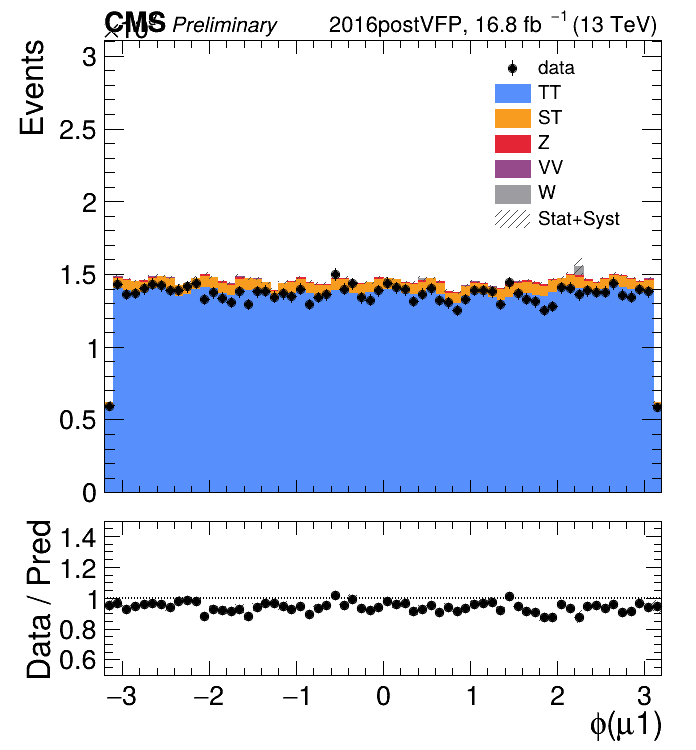 CMS Preliminary 2016postVFP, 16.8 fb ⁻¹ (13 TeV)
Events
3
2.5
2
1.5
1
0.5
0
data
TT
ST
Z
VV
W
Stat+Syst
Data / Pred
1.4
1.2
1
0.8
0.6
−3 −2 −1 0 1 2 3
ϕ(μ1)